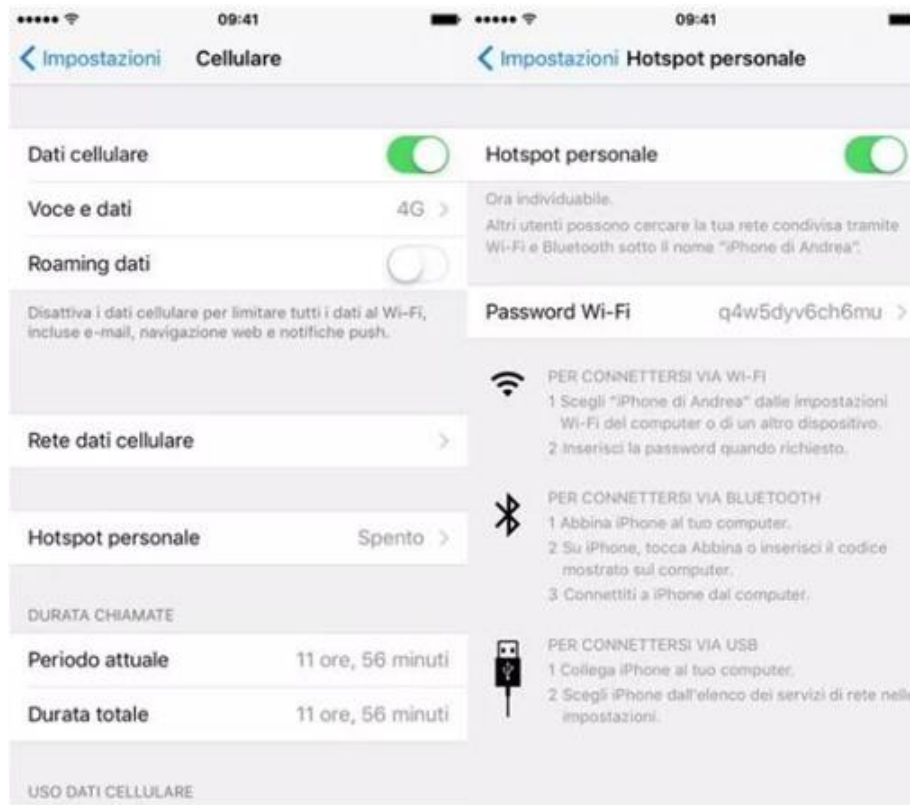 09:41
Impostazioni Cellulare
Dati cellulare
Voce e dati 4G
Roaming dati
Disattiva i dati cellulare per limitare tutti i dati al Wi-Fi,
incluse e-mail, navigazione web e notifiche push.
Rete dati cellulare
Hotspot personale Spento
DURATA CHIAMATE
Periodo attuale 11 ore, 56 minuti
Durata totale 11 ore, 56 minuti
USO DATI CELLULARE
09:41
Impostazioni Hotspot personale
Hotspot personale
Ora individuabile.
Altri utenti possono cercare la tua rete condivisa tramite
Wi-Fi e Bluetooth sotto il nome "iPhone di Andrea".
Password Wi-Fi q4w5dyv6ch6mu
PER CONNETTERSI VIA WI-FI
1 Scegli "iPhone di Andrea" dalle impostazioni
Wi-Fi del computer o di un altro dispositivo.
2 Inserisci la password quando richiesto.
PER CONNETTERSI VIA BLUETOOTH
1 Abbina iPhone al tuo computer.
2 Su iPhone, tocca Abbina o inserisci il codice
mostrato sul computer.
3 Connettiti a iPhone dal computer.
PER CONNETTERSI VIA USB
1 Collega iPhone al tuo computer.
2 Scegli iPhone dall'elenco dei servizi di rete nelle
impostazioni.